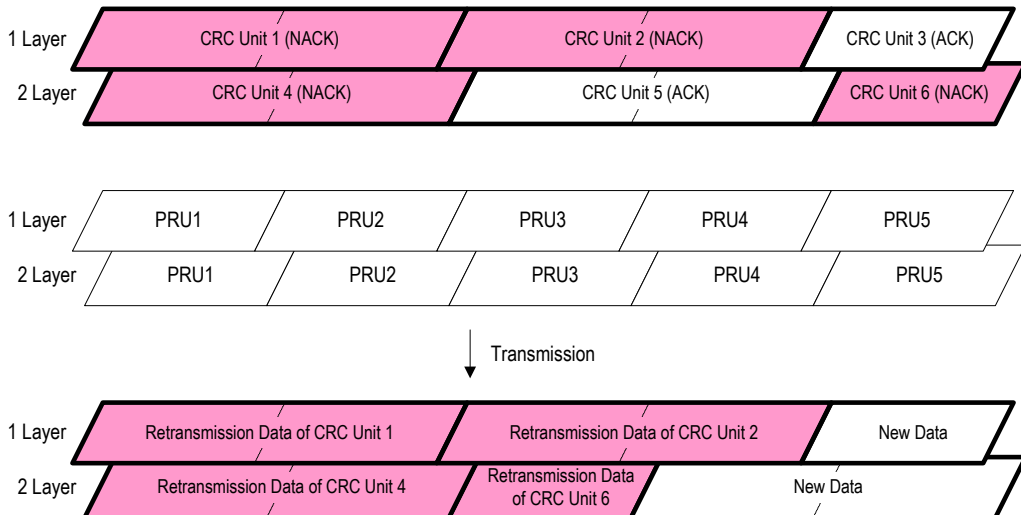 1 Layer CRC Unit 1 (NACK) CRC Unit 2 (NACK) CRC Unit 3 (ACK)
2 Layer CRC Unit 4 (NACK) CRC Unit 5 (ACK) CRC Unit 6 (NACK)
1 Layer PRU1 PRU2 PRU3 PRU4 PRU5
2 Layer PRU1 PRU2 PRU3 PRU4 PRU5
Transmission
1 Layer Retransmission Data of CRC Unit 1 Retransmission Data of CRC Unit 2 New Data
2 Layer Retransmission Data of CRC Unit 4 Retransmission Data
of CRC Unit 6 New Data